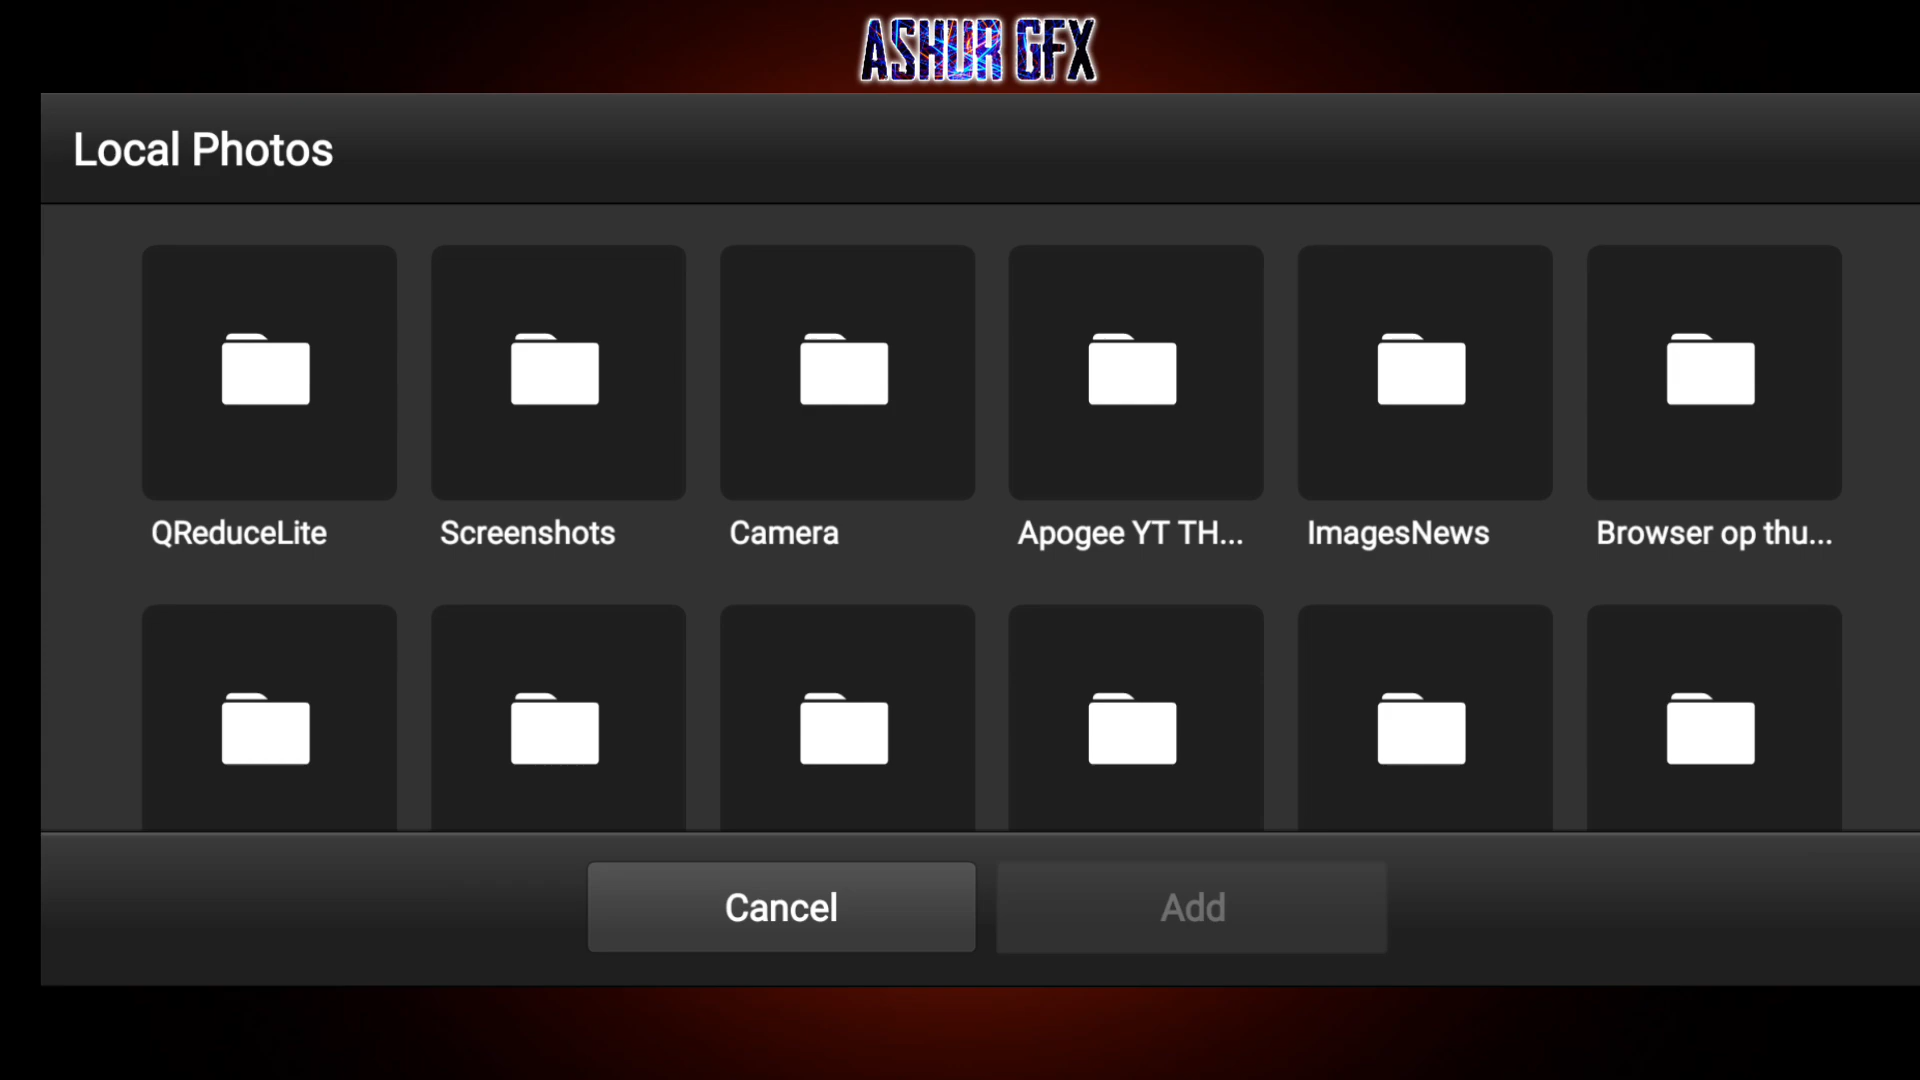 ASHUR GFX
Local Photos
QReduceLite
Screenshots
Camera
Apogee YT TH...
ImagesNews
Browser op thu...
Cancel
Add